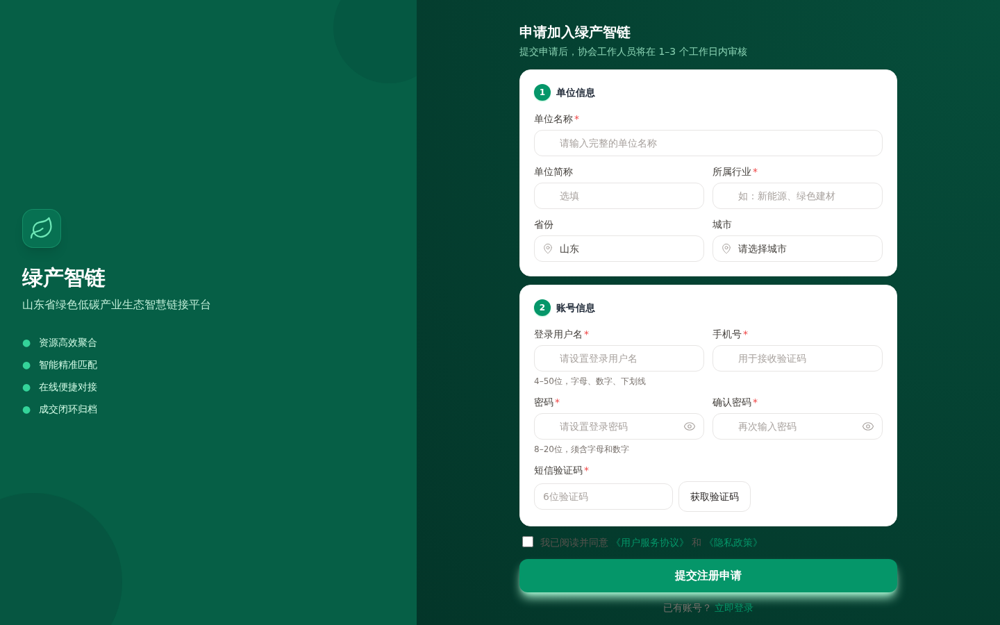 绿产智链
山东省绿色低碳产业生态智慧链接平台
资源高效聚合
智能精准匹配
在线便捷对接
成交闭环归档
申请加入绿产智链
提交申请后，协会工作人员将在 1–3 个工作日内审核
1 单位信息
单位名称*
请输入完整的单位名称
单位简称 所属行业*
选填 如：新能源、绿色建材
省份 城市
山东 请选择城市
2 账号信息
登录用户名* 手机号*
请设置登录用户名 用于接收验证码
4–50位，字母、数字、下划线
密码* 确认密码*
请设置登录密码 再次输入密码
8–20位，须含字母和数字
短信验证码*
6位验证码 获取验证码
我已阅读并同意 《用户服务协议》 和 《隐私政策》
提交注册申请
已有账号？ 立即登录